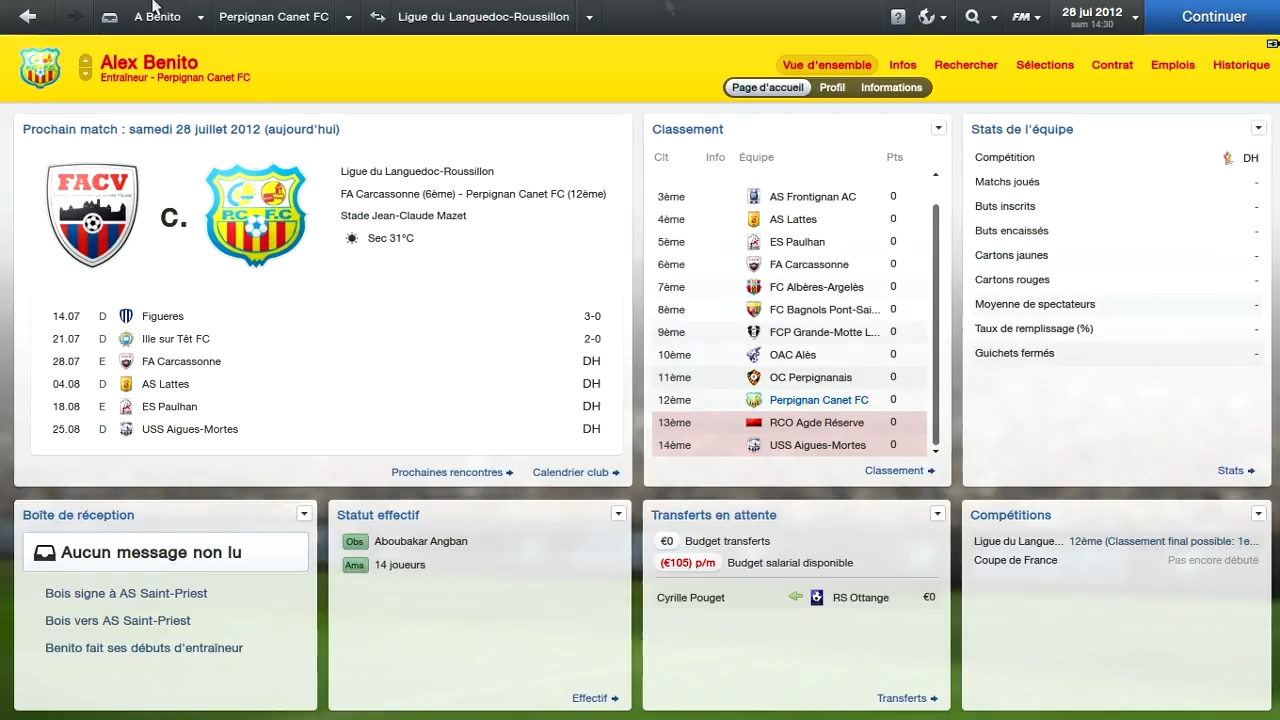 A Benito
Perpignan Canet FC
Ligue du Languedoc-Roussillon
?
FM
28 jul 2012
sam 14:30
Continuer
Alex Benito
Entraîneur - Perpignan Canet FC
Vue d'ensemble
Infos
Rechercher
Sélections
Contrat
Emplois
Historique
Page d'accueil
Profil
Informations
Prochain match : samedi 28 juillet 2012 (aujourd'hui)
FACV
c.
P.C.F.C
Ligue du Languedoc-Roussillon
FA Carcassonne (6ème) - Perpignan Canet FC (12ème)
Stade Jean-Claude Mazet
Sec 31°C
14.07 D Figueres 3-0
21.07 D Ille sur Têt FC 2-0
28.07 E FA Carcassonne DH
04.08 D AS Lattes DH
18.08 E ES Paulhan DH
25.08 D USS Aigues-Mortes DH
Prochaines rencontres
Calendrier club
Classement
Clt Info Équipe Pts
3ème AS Frontignan AC 0
4ème AS Lattes 0
5ème ES Paulhan 0
6ème FA Carcassonne 0
7ème FC Albères-Argelès 0
8ème FC Bagnols Pont-Sai... 0
9ème FCP Grande-Motte L... 0
10ème OAC Alès 0
11ème OC Perpignanais 0
12ème Perpignan Canet FC 0
13ème RCO Agde Réserve 0
14ème USS Aigues-Mortes 0
Classement
Stats de l'équipe
Compétition DH
Matchs joués -
Buts inscrits -
Buts encaissés -
Cartons jaunes -
Cartons rouges -
Moyenne de spectateurs -
Taux de remplissage (%) -
Guichets fermés -
Stats
Boîte de réception
Aucun message non lu
Bois signe à AS Saint-Priest
Bois vers AS Saint-Priest
Benito fait ses débuts d'entraîneur
Statut effectif
Obs Aboubakar Angban
Ama 14 joueurs
Effectif
Transferts en attente
€0 Budget transferts
(€105) p/m Budget salarial disponible
Cyrille Pouget RS Ottange €0
Transferts
Compétitions
Ligue du Langue... 12ème (Classement final possible: 1e...
Coupe de France Pas encore débuté